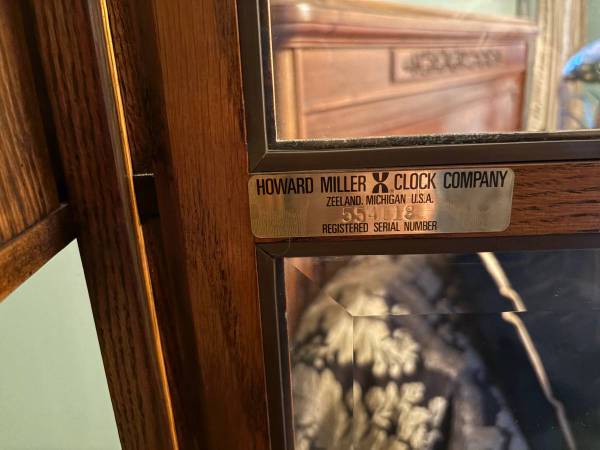 HOWARD MILLER CLOCK COMPANY
ZEELAND, MICHIGAN U.S.A.
REGISTERED SERIAL NUMBER